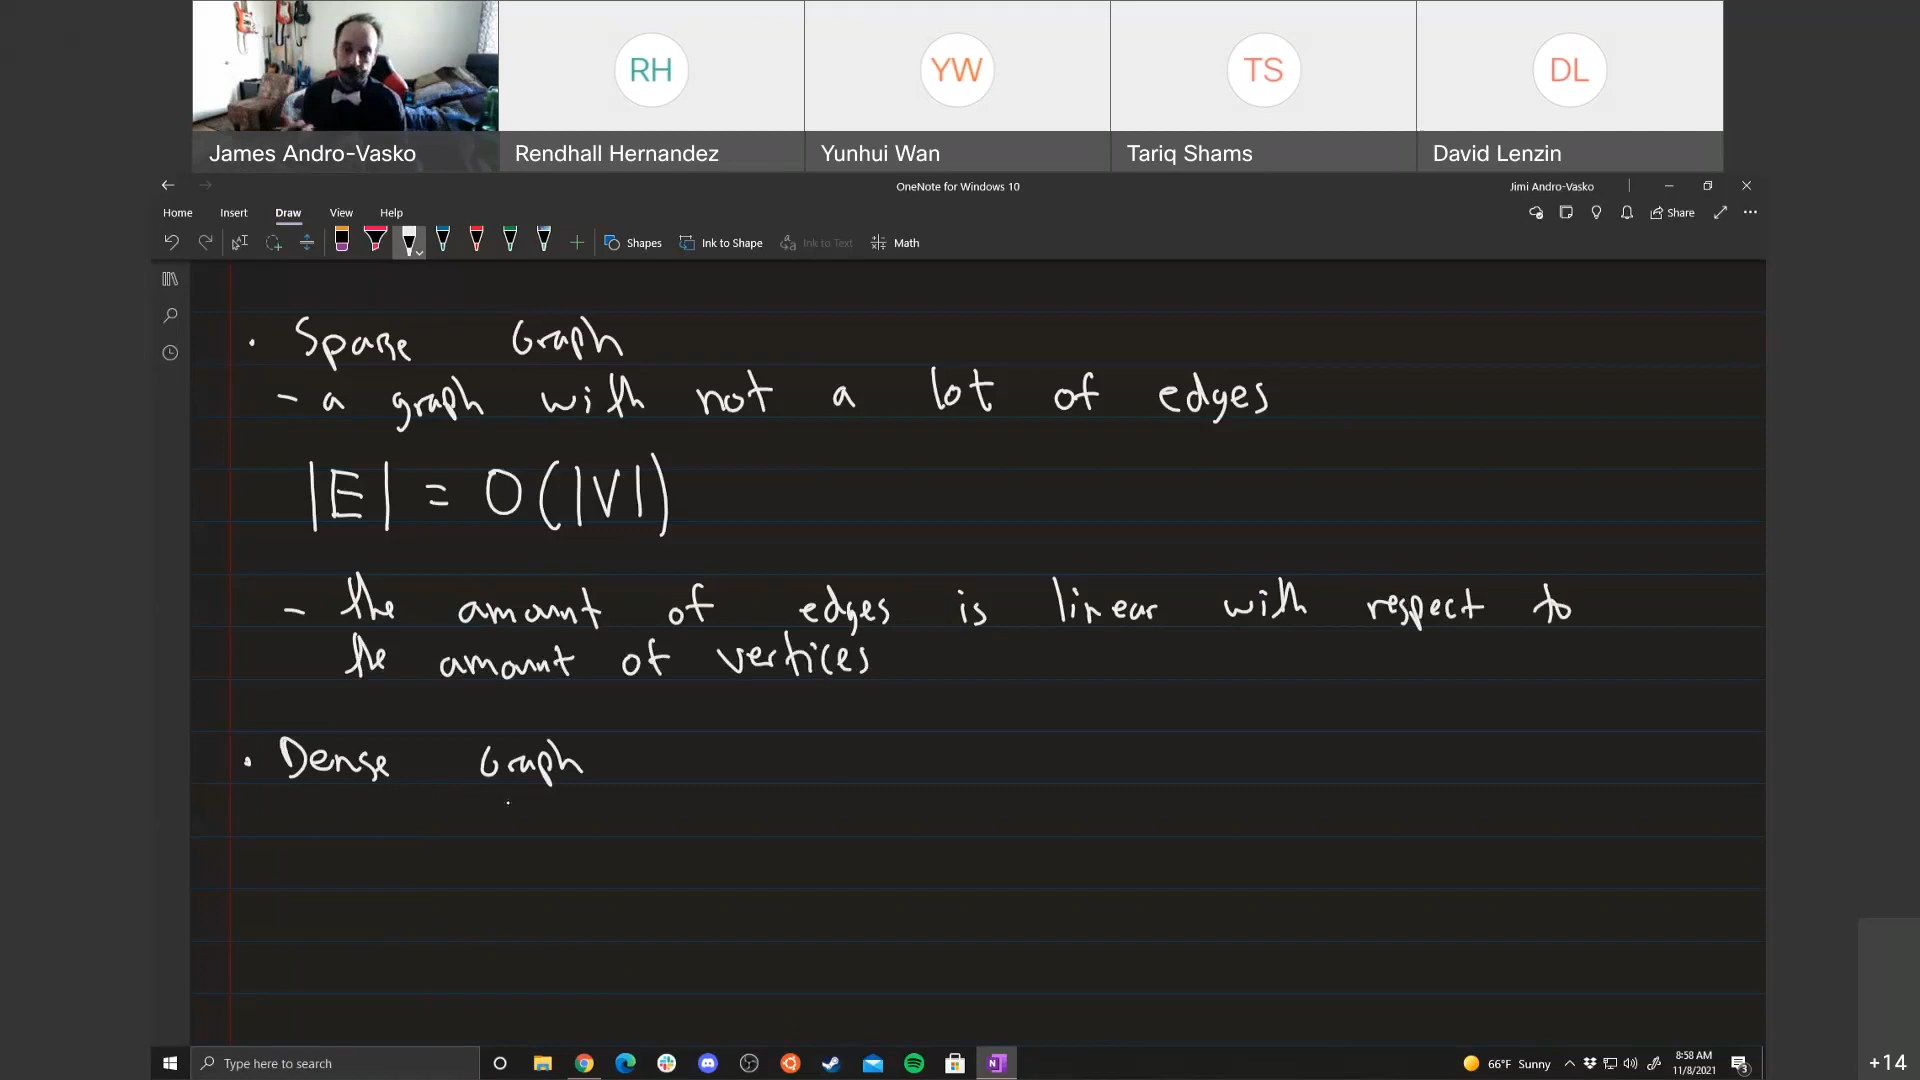 RH
YW
TS
DL
James Andro-Vasko
Rendhall Hernandez
Yunhui Wan
Tariq Shams
David Lenzin
OneNote for Windows 10
Jimi Andro-Vasko
Home Insert Draw View Help
Share
Shapes Ink to Shape Ink to Text Math
· Sparse Graph
- a graph with not a lot of edges
|E| = O(|V|)
- the amount of edges is linear with respect to
the amount of vertices
· Dense Graph
Type here to search
66°F Sunny
8:58 AM
11/8/2021
3
+14